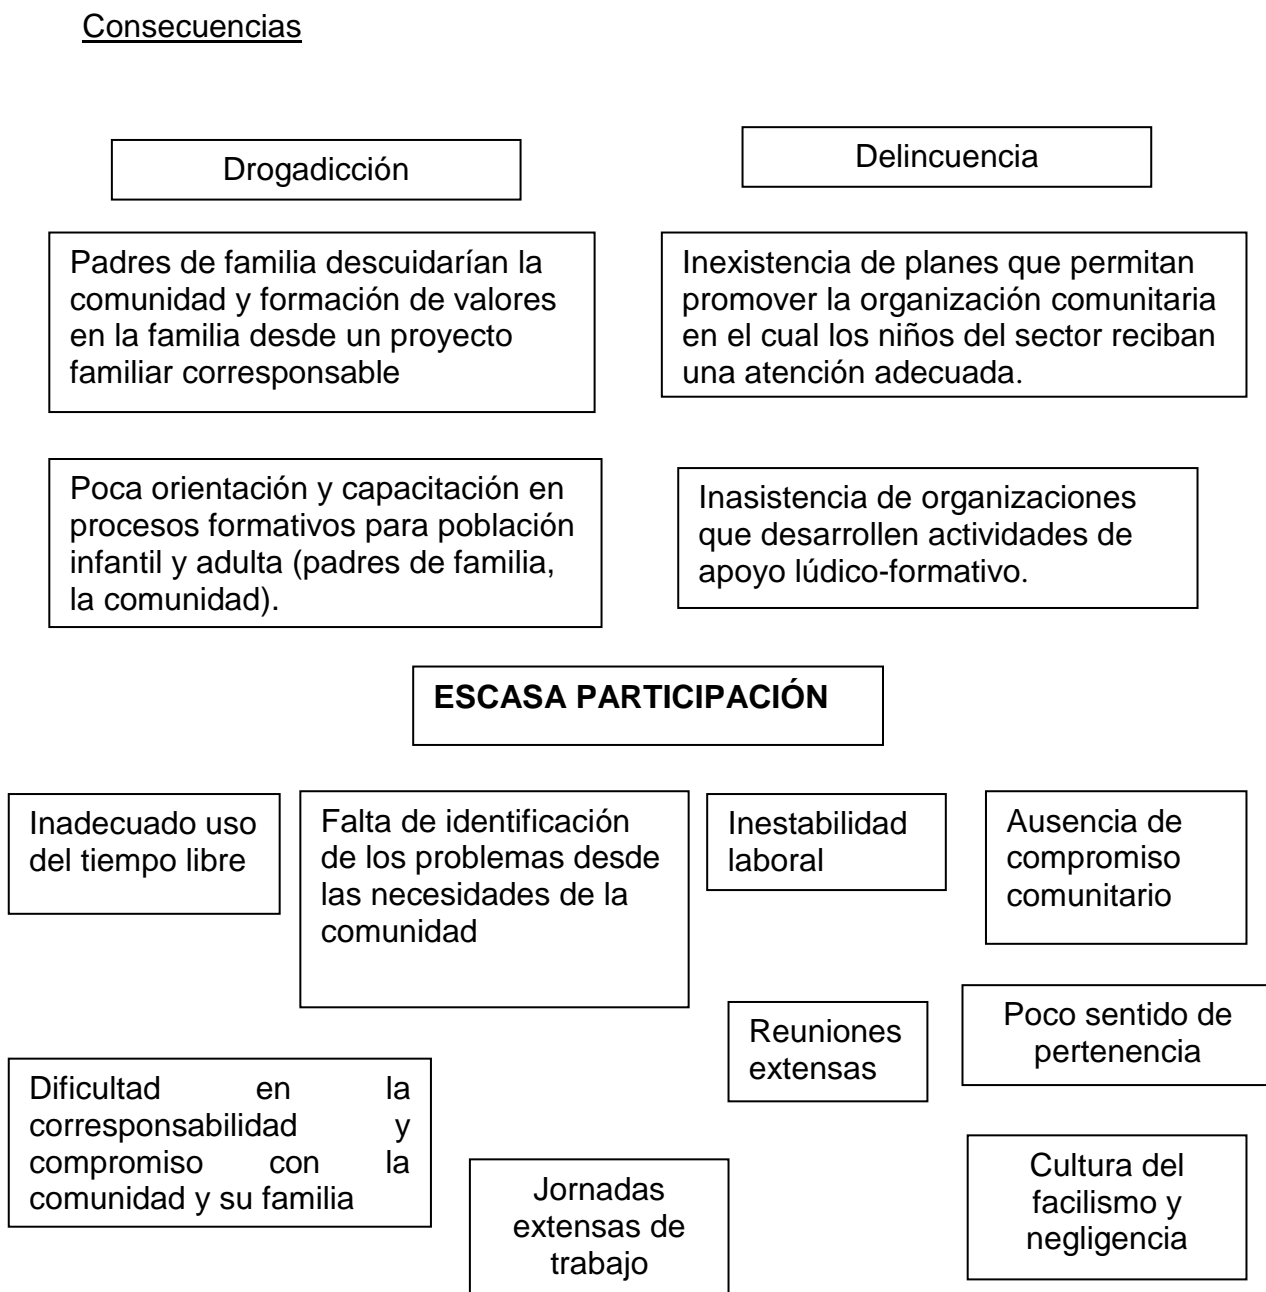 Consecuencias
Drogadicción
Delincuencia
Padres de familia descuidarían la
comunidad y formación de valores
en la familia desde un proyecto
familiar corresponsable
Inexistencia de planes que permitan
promover la organización comunitaria
en el cual los niños del sector reciban
una atención adecuada.
Poca orientación y capacitación en
procesos formativos para población
infantil y adulta (padres de familia,
la comunidad).
Inasistencia de organizaciones
que desarrollen actividades de
apoyo lúdico-formativo.
ESCASA PARTICIPACIÓN
Inadecuado uso
del tiempo libre
Falta de identificación
de los problemas desde
las necesidades de la
comunidad
Inestabilidad
laboral
Ausencia de
compromiso
comunitario
Reuniones
extensas
Poco sentido de
pertenencia
Dificultad en la
corresponsabilidad y
compromiso con la
comunidad y su familia
Jornadas
extensas de
trabajo
Cultura del
facilismo y
negligencia